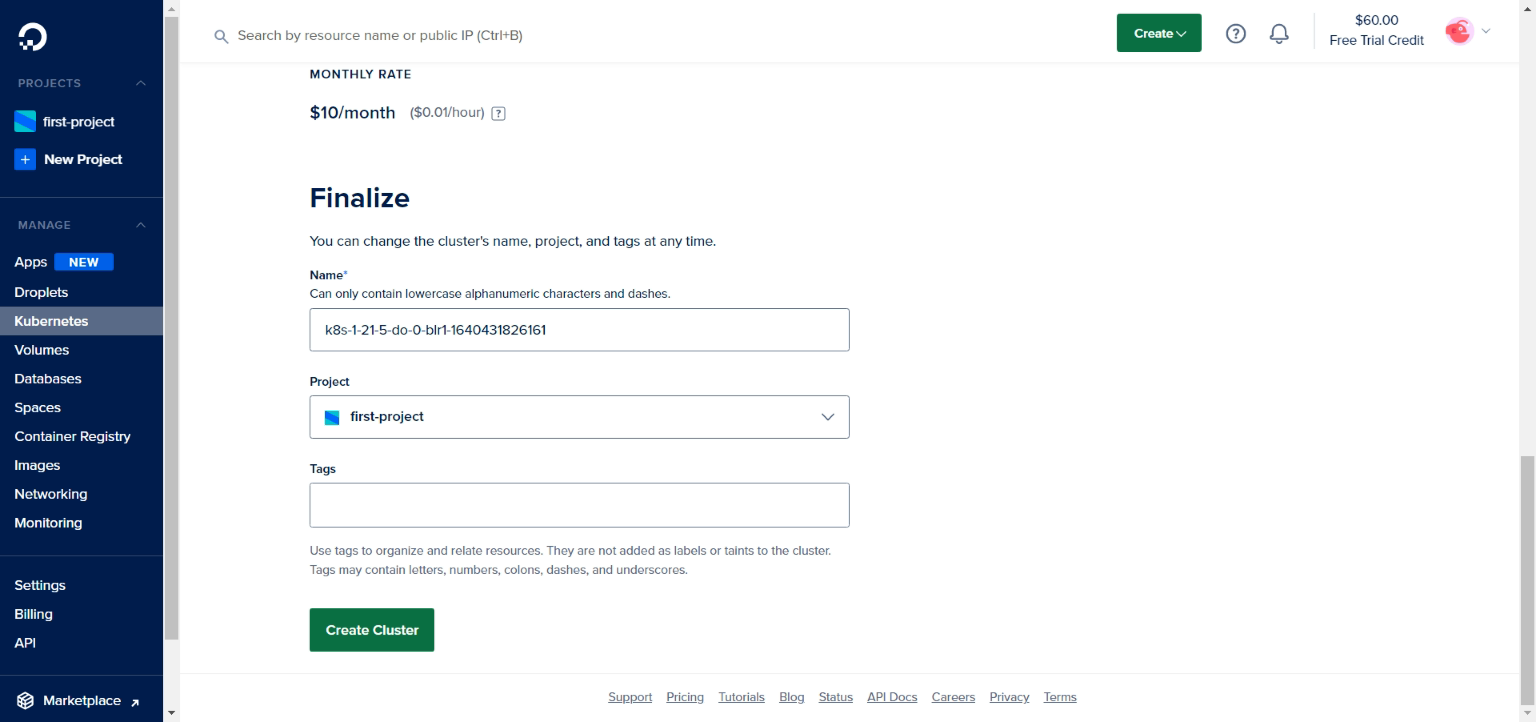 Search by resource name or public IP (Ctrl+B)
Create
?
$60.00
Free Trial Credit
PROJECTS
first-project
+ New Project
MANAGE
Apps NEW
Droplets
Kubernetes
Volumes
Databases
Spaces
Container Registry
Images
Networking
Monitoring
Settings
Billing
API
Marketplace
MONTHLY RATE
$10/month ($0.01/hour) ?
Finalize
You can change the cluster's name, project, and tags at any time.
Name*
Can only contain lowercase alphanumeric characters and dashes.
k8s-1-21-5-do-0-blr1-1640431826161
Project
first-project
Tags
Use tags to organize and relate resources. They are not added as labels or taints to the cluster.
Tags may contain letters, numbers, colons, dashes, and underscores.
Create Cluster
Support Pricing Tutorials Blog Status API Docs Careers Privacy Terms